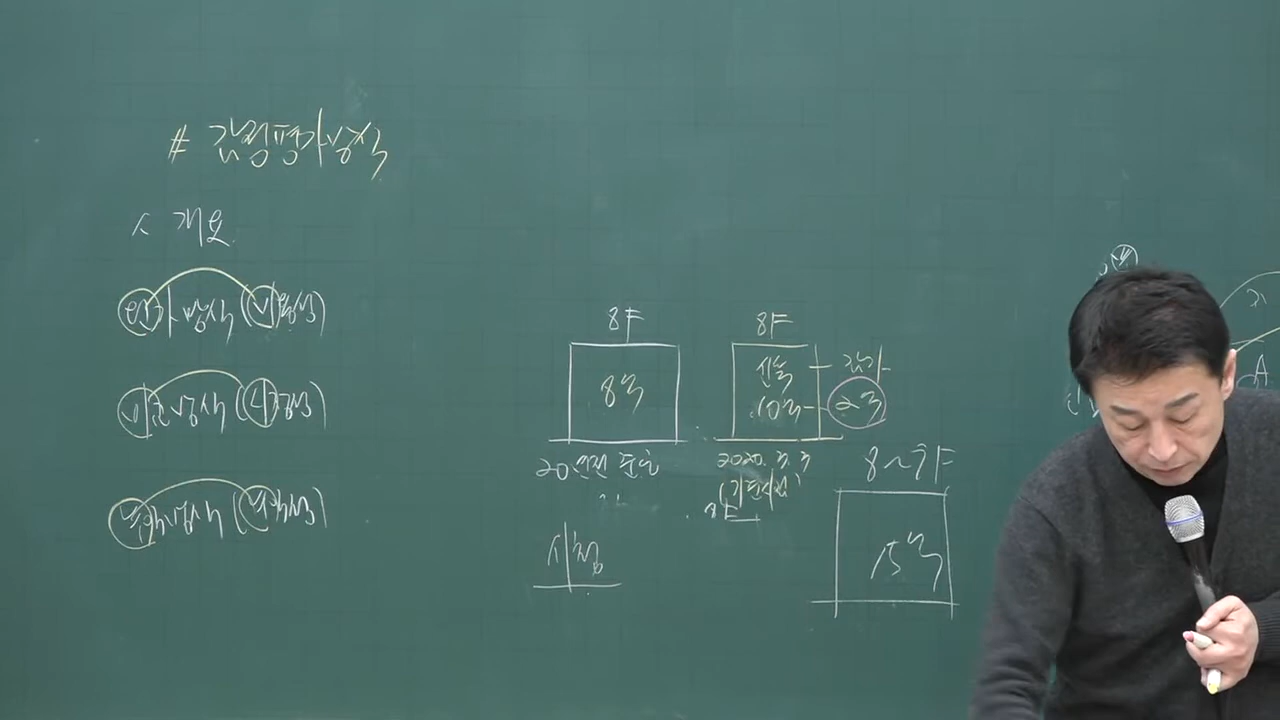 # 감정평가방식
개요
원가방식(비용성)
비교방식(시장성)
수익방식(수익성)
8F
8억
20년전 준공
8F
신축
10억
감가
2억
2020. 3. 3
(기준시점)
8F
8~9F
15억
시장
A